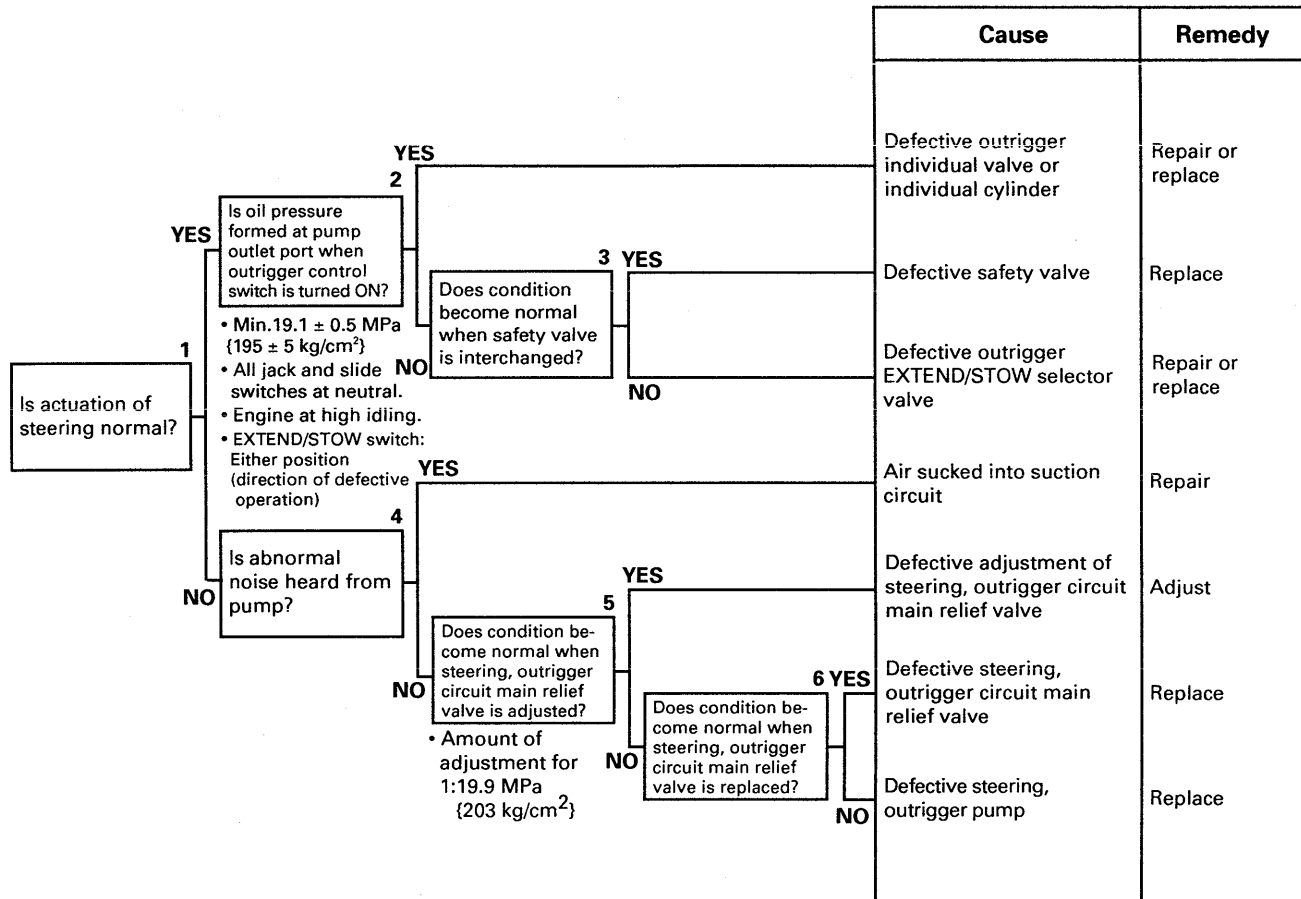 Cause
Remedy
YES
2
Defective outrigger
individual valve or
individual cylinder
Repair or
replace
YES
Is oil pressure
formed at pump
outlet port when
outrigger control
switch is turned ON?
3 YES
Defective safety valve
Replace
Does condition
become normal
when safety valve
is interchanged?
• Min.19.1 ± 0.5 MPa
{195 ± 5 kg/cm²}
• All jack and slide
switches at neutral.
• Engine at high idling.
• EXTEND/STOW switch:
Either position
(direction of defective
operation)
NO
NO
Defective outrigger
EXTEND/STOW selector
valve
Repair or
replace
1
Is actuation of
steering normal?
YES
Air sucked into suction
circuit
Repair
4
NO
Is abnormal
noise heard from
pump?
YES
5
Defective adjustment of
steering, outrigger circuit
main relief valve
Adjust
NO
Does condition be-
come normal when
steering, outrigger
circuit main relief
valve is adjusted?
• Amount of
adjustment for
1:19.9 MPa
{203 kg/cm²}
6 YES
Defective steering,
outrigger circuit main
relief valve
Replace
NO
Does condition be-
come normal when
steering, outrigger
circuit main relief
valve is replaced?
NO
Defective steering,
outrigger pump
Replace